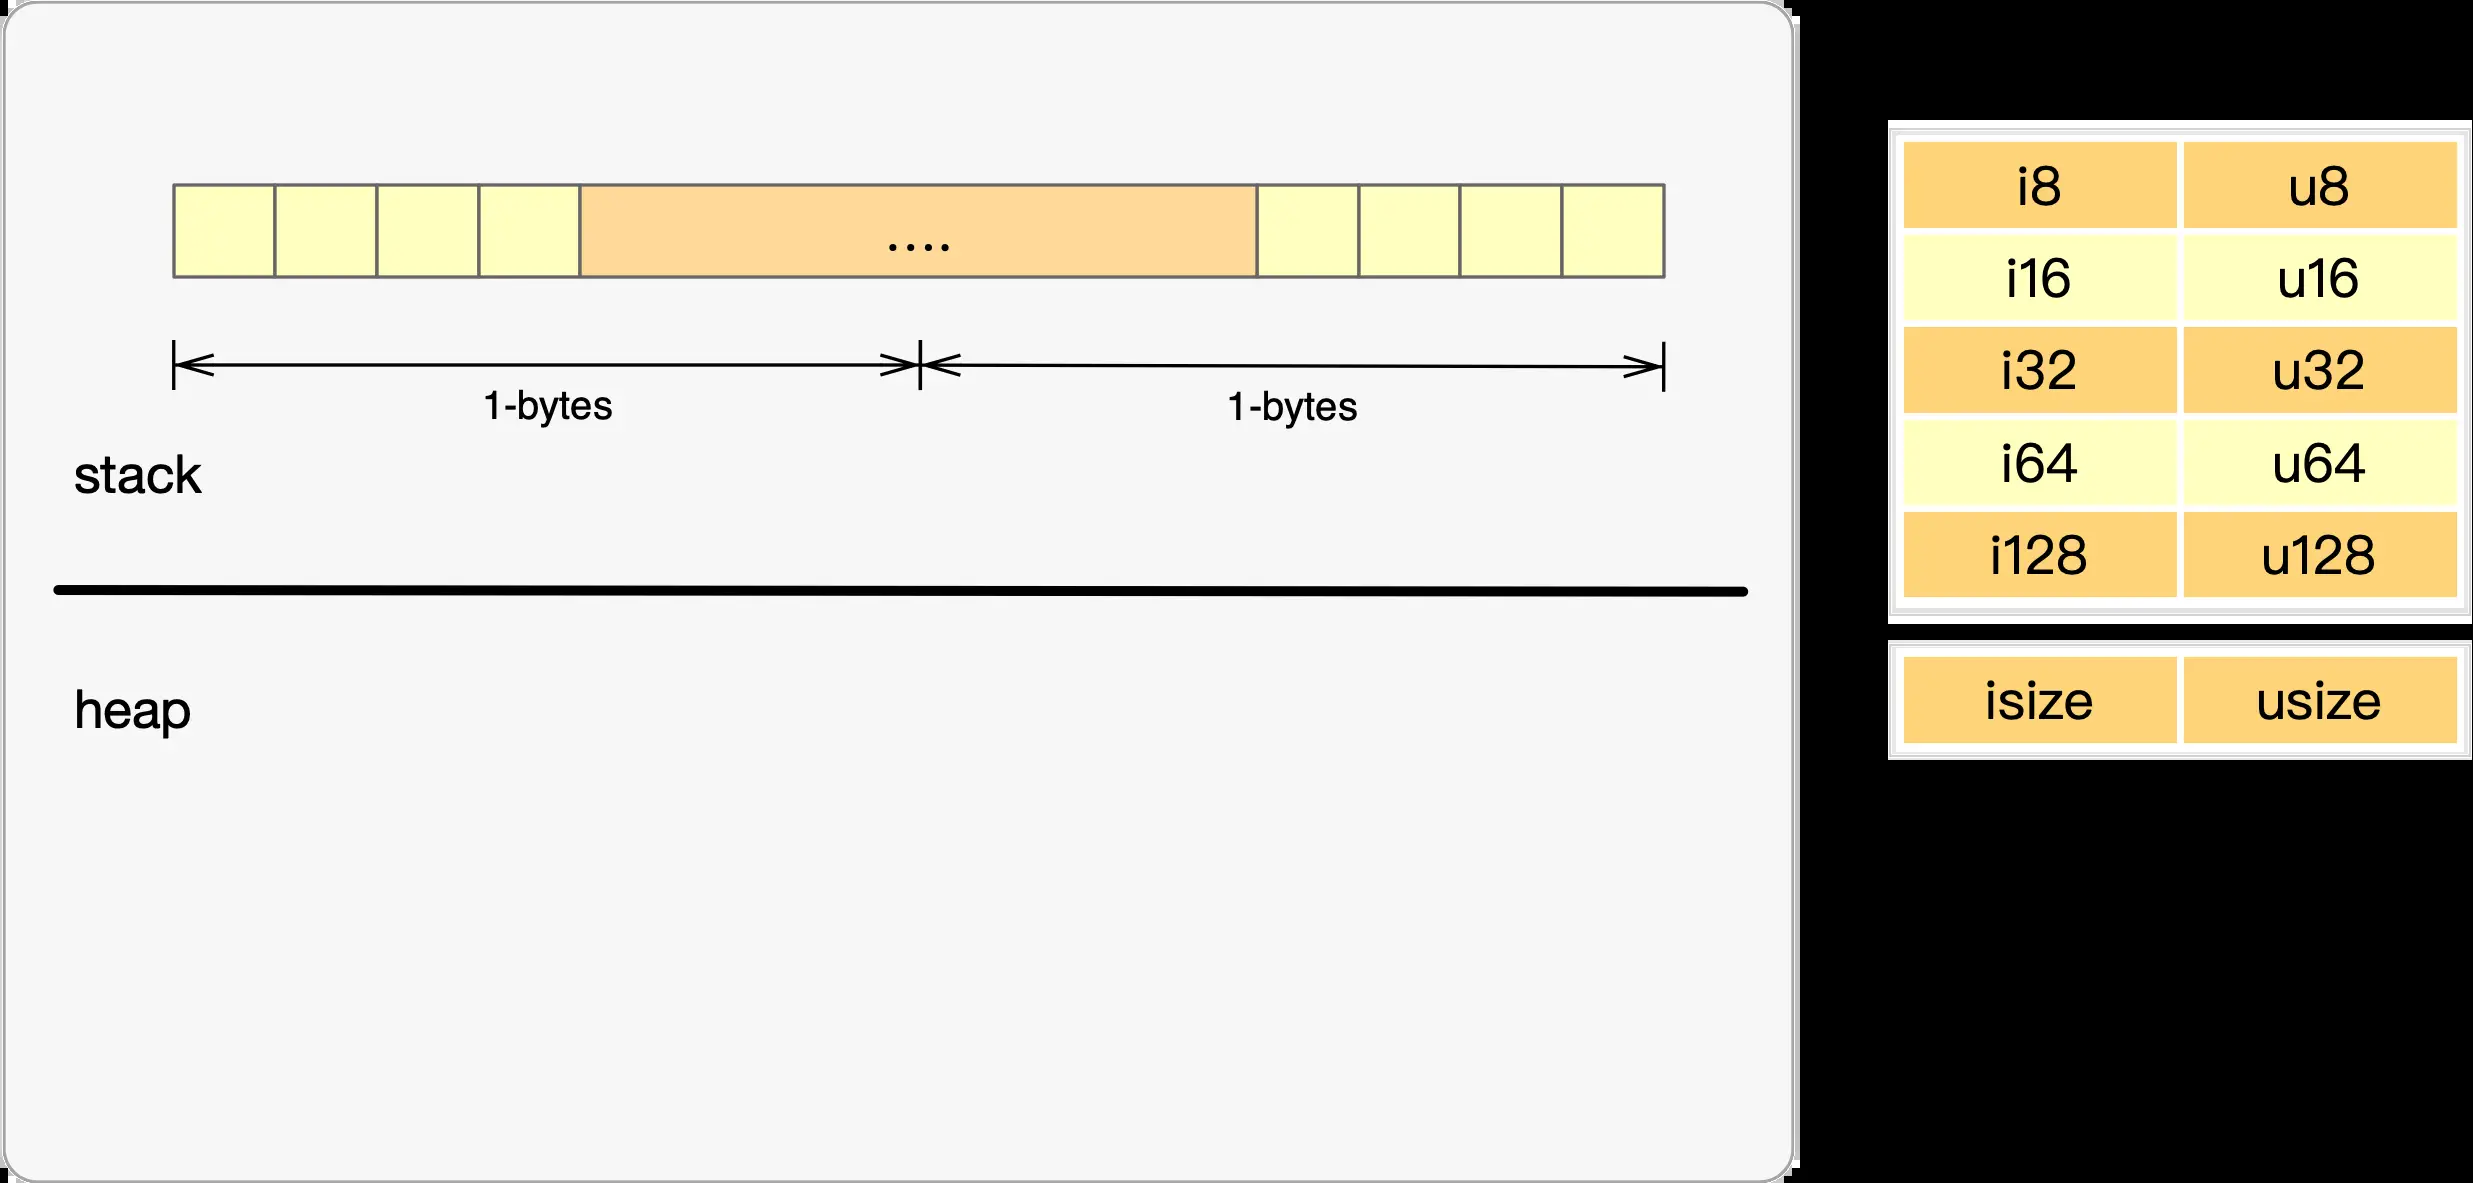 ....
1-bytes 1-bytes
stack
heap
i8 u8
i16 u16
i32 u32
i64 u64
i128 u128
isize usize